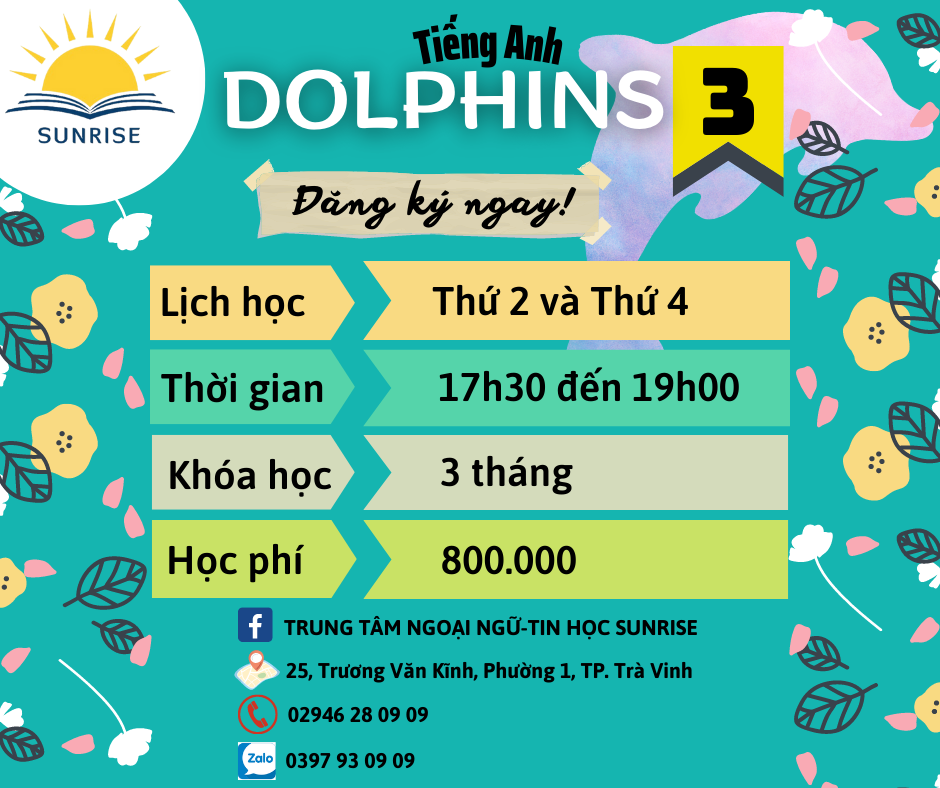 SUNRISE
Tiếng Anh
DOLPHINS 3
Đăng ký ngay!
Lịch học Thứ 2 và Thứ 4
Thời gian 17h30 đến 19h00
Khóa học 3 tháng
Học phí 800.000
f TRUNG TÂM NGOẠI NGỮ-TIN HỌC SUNRISE
25, Trương Văn Kĩnh, Phường 1, TP. Trà Vinh
02946 28 09 09
Zalo 0397 93 09 09